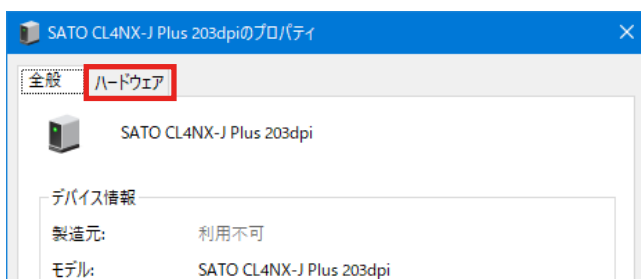 SATO CL4NX-J Plus 203dpiのプロパティ
全般 ハードウェア
SATO CL4NX-J Plus 203dpi
デバイス情報
製造元: 利用不可
モデル: SATO CL4NX-J Plus 203dpi